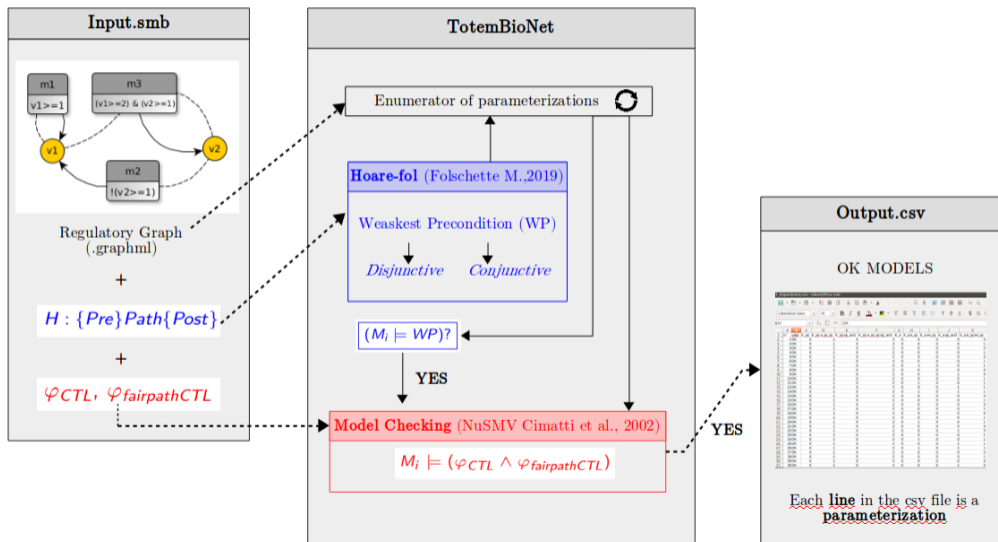 Input.smb
m1
v1>=1
m3
(v1>=2) & (v2>=1)
v1
v2
m2
!(v2>=1)
Regulatory Graph
(.graphml)
+
H : {Pre}Path{Post}
+
φCTL, φfairpathCTL
TotemBioNet
Enumerator of parameterizations
Hoare-fol (Folschette M.,2019)
Weaskest Precondition (WP)
Disjunctive Conjunctive
(Mi ⊨ WP)?
YES
Model Checking (NuSMV Cimatti et al., 2002)
Mi ⊨ (φCTL ∧ φfairpathCTL)
YES
Output.csv
OK MODELS
Each line in the csv file is a
parameterization